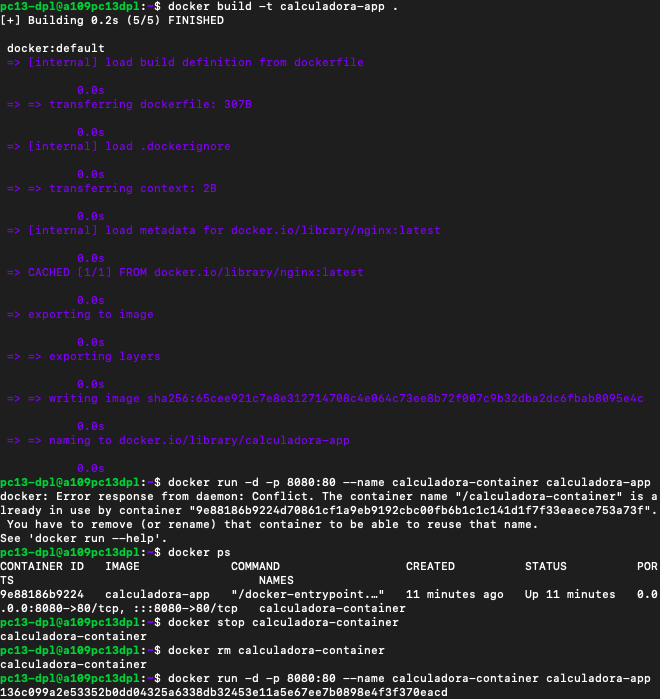 pc13-dpl@a109pc13dpl:~$ docker build -t calculadora-app .
[+] Building 0.2s (5/5) FINISHED
docker:default
=> [internal] load build definition from dockerfile
0.0s
=> => transferring dockerfile: 307B
0.0s
=> [internal] load .dockerignore
0.0s
=> => transferring context: 2B
0.0s
=> [internal] load metadata for docker.io/library/nginx:latest
0.0s
=> CACHED [1/1] FROM docker.io/library/nginx:latest
0.0s
=> exporting to image
0.0s
=> => exporting layers
0.0s
=> => writing image sha256:65cee921c7e8e312714708c4e064c73ee8b72f007c9b32dba2dc6fbab8095e4c
0.0s
=> => naming to docker.io/library/calculadora-app
0.0s
pc13-dpl@a109pc13dpl:~$ docker run -d -p 8080:80 --name calculadora-container calculadora-app
docker: Error response from daemon: Conflict. The container name "/calculadora-container" is a
lready in use by container "9e88186b9224d70861cf1a9eb9192cbc00fb6b1c1c141d1f7f33eaece753a73f".
You have to remove (or rename) that container to be able to reuse that name.
See 'docker run --help'.
pc13-dpl@a109pc13dpl:~$ docker ps
CONTAINER ID   IMAGE             COMMAND                  CREATED          STATUS          POR
TS                                   NAMES
9e88186b9224   calculadora-app   "/docker-entrypoint.…"   11 minutes ago   Up 11 minutes   0.0
.0.0:8080->80/tcp, :::8080->80/tcp   calculadora-container
pc13-dpl@a109pc13dpl:~$ docker stop calculadora-container
calculadora-container
pc13-dpl@a109pc13dpl:~$ docker rm calculadora-container
calculadora-container
pc13-dpl@a109pc13dpl:~$ docker run -d -p 8080:80 --name calculadora-container calculadora-app
136c099a2e53352b0dd04325a6338db32453e11a5e67ee7b0898e4f3f370eacd